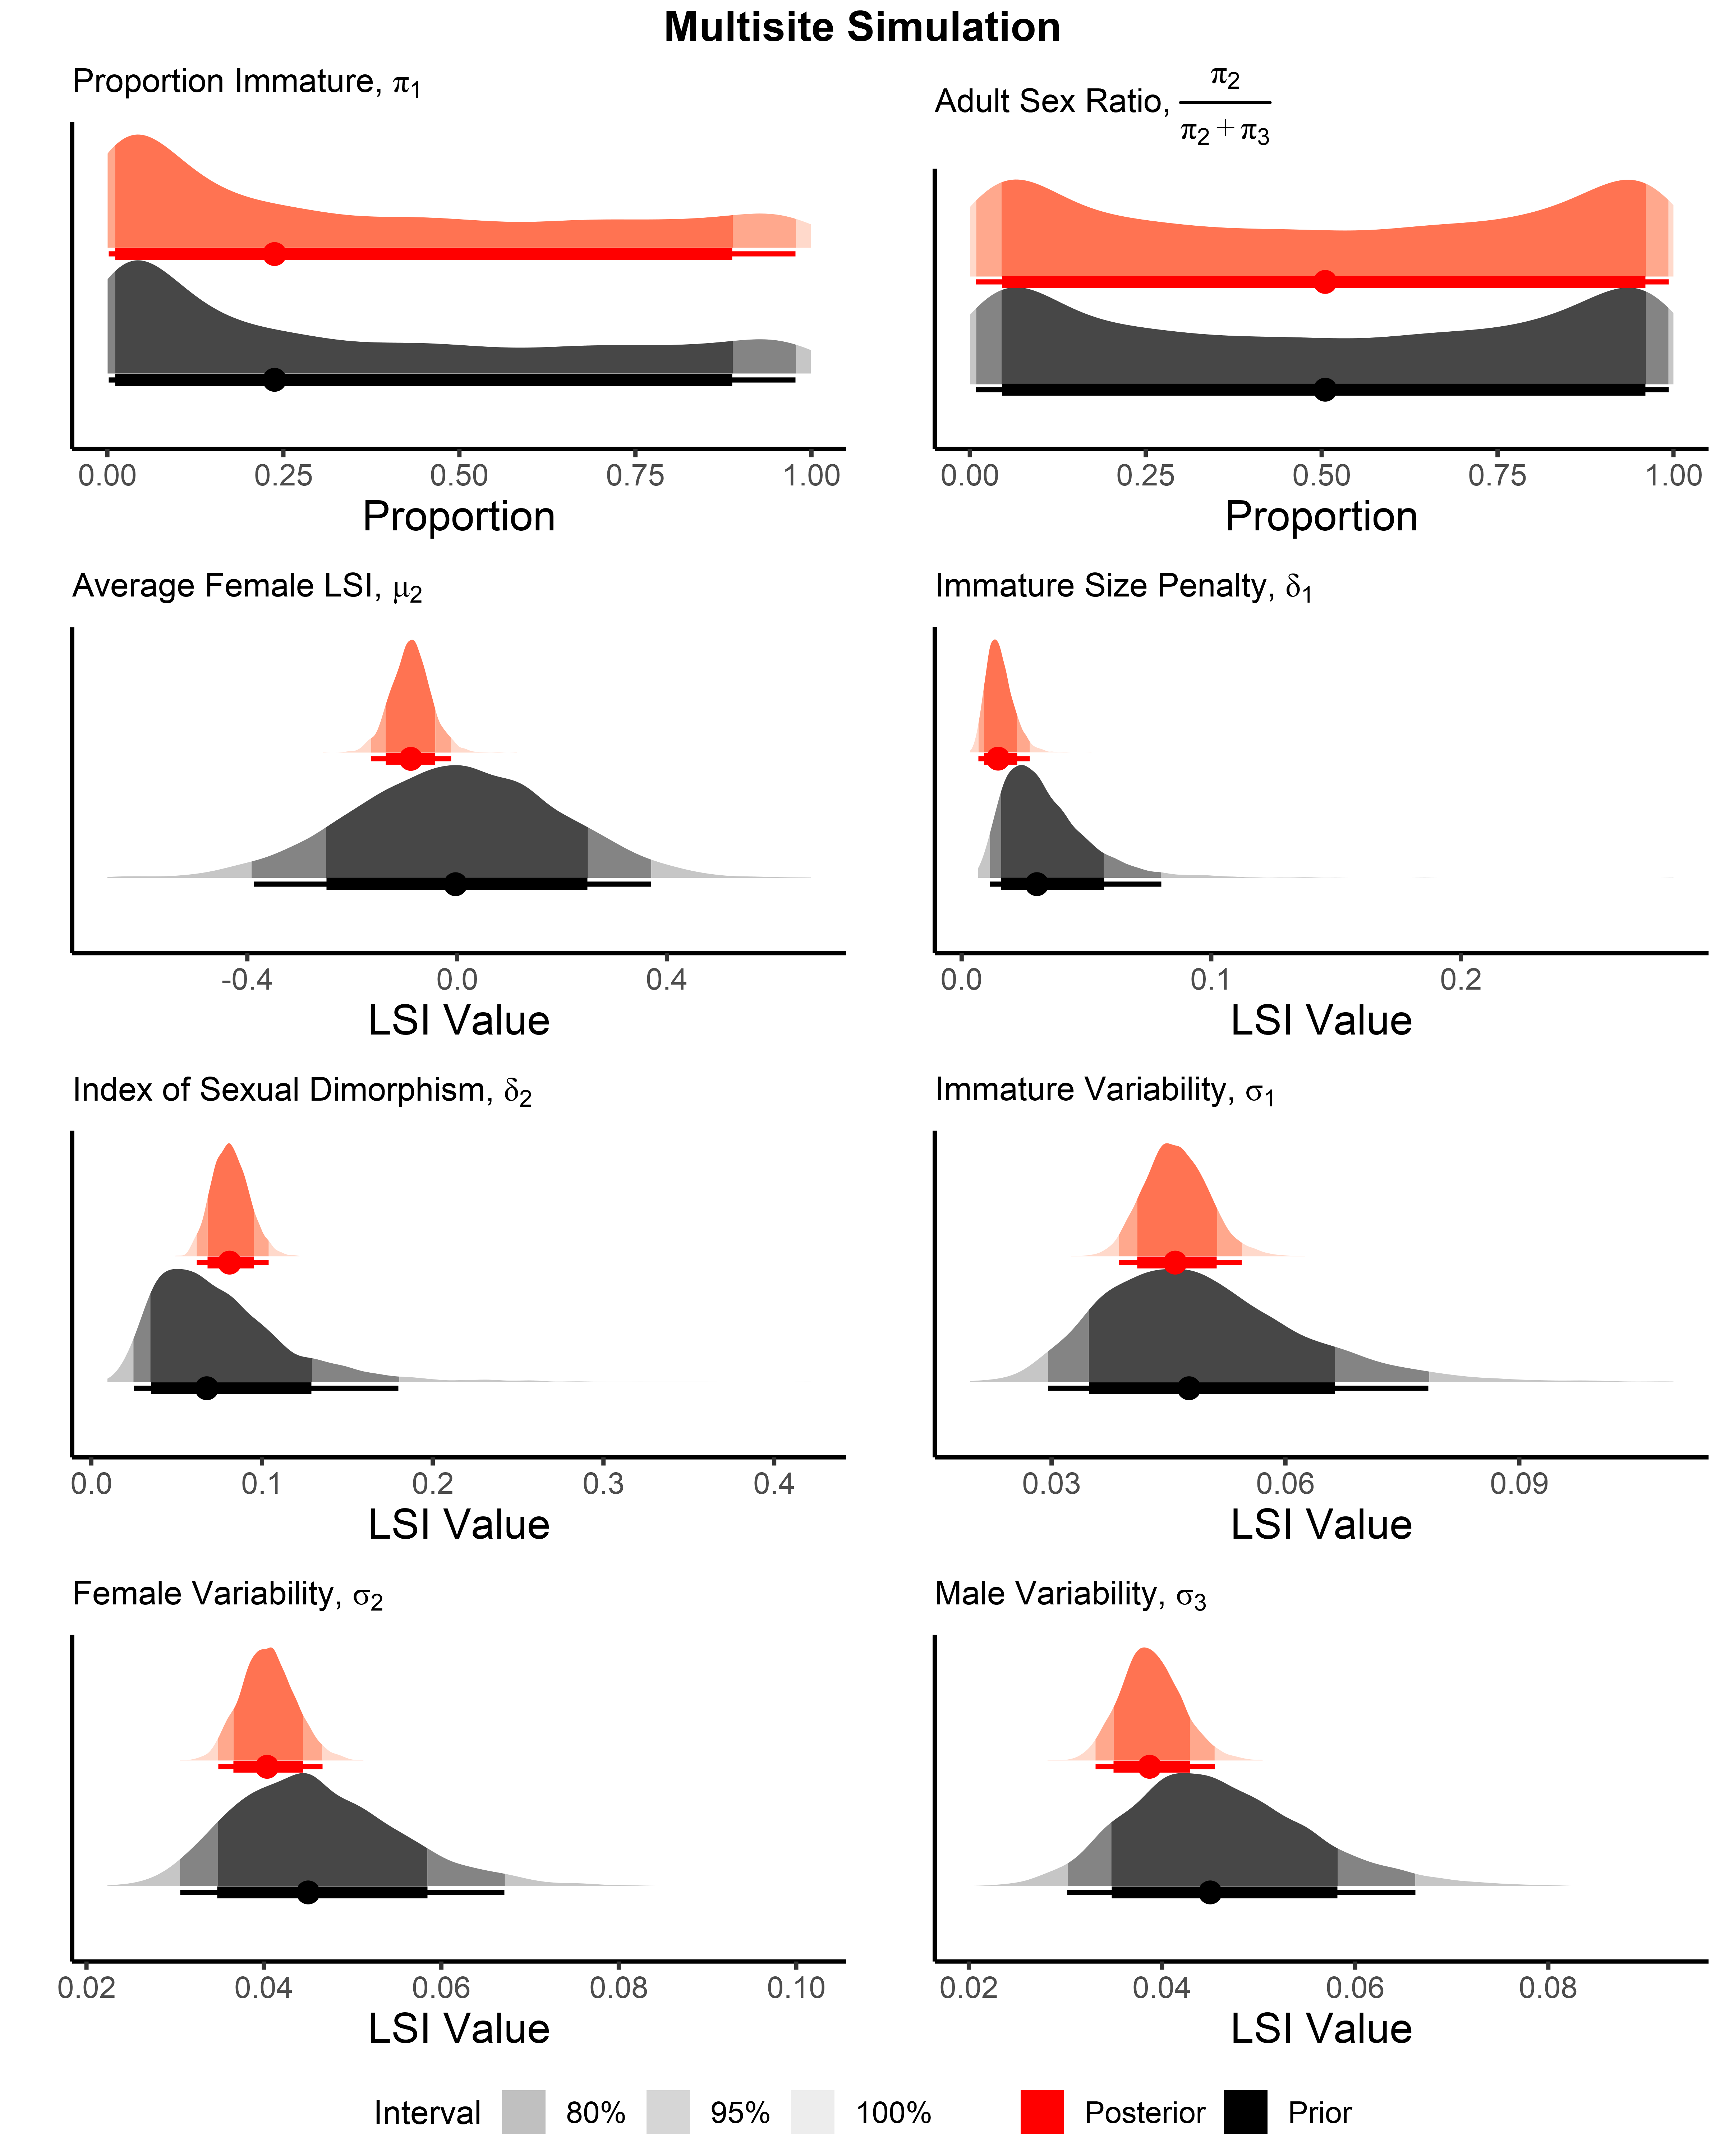 Multisite Simulation
Proportion Immature, π1
Adult Sex Ratio, π2 / π2 + π3
0.00 0.25 0.50 0.75 1.00
Proportion
0.00 0.25 0.50 0.75 1.00
Proportion
Average Female LSI, μ2
Immature Size Penalty, δ1
-0.4 0.0 0.4
LSI Value
0.0 0.1 0.2
LSI Value
Index of Sexual Dimorphism, δ2
Immature Variability, σ1
0.0 0.1 0.2 0.3 0.4
LSI Value
0.03 0.06 0.09
LSI Value
Female Variability, σ2
Male Variability, σ3
0.02 0.04 0.06 0.08 0.10
LSI Value
0.02 0.04 0.06 0.08
LSI Value
Interval 80% 95% 100% Posterior Prior